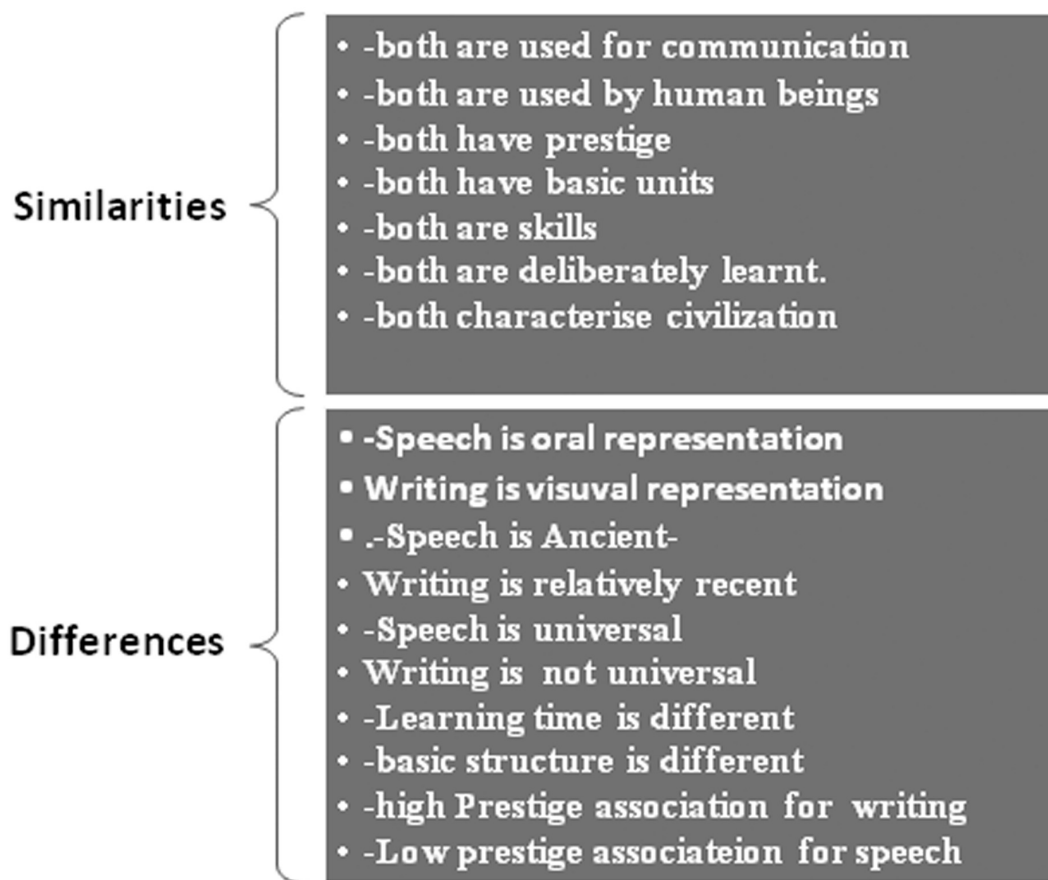 Similarities
• -both are used for communication
• -both are used by human beings
• -both have prestige
• -both have basic units
• -both are skills
• -both are deliberately learnt.
• -both characterise civilization
Differences
▪ -Speech is oral representation
▪ Writing is visuval representation
▪ .-Speech is Ancient-
• Writing is relatively recent
• -Speech is universal
• Writing is not universal
• -Learning time is different
• -basic structure is different
• -high Prestige association for writing
• -Low prestige associateion for speech